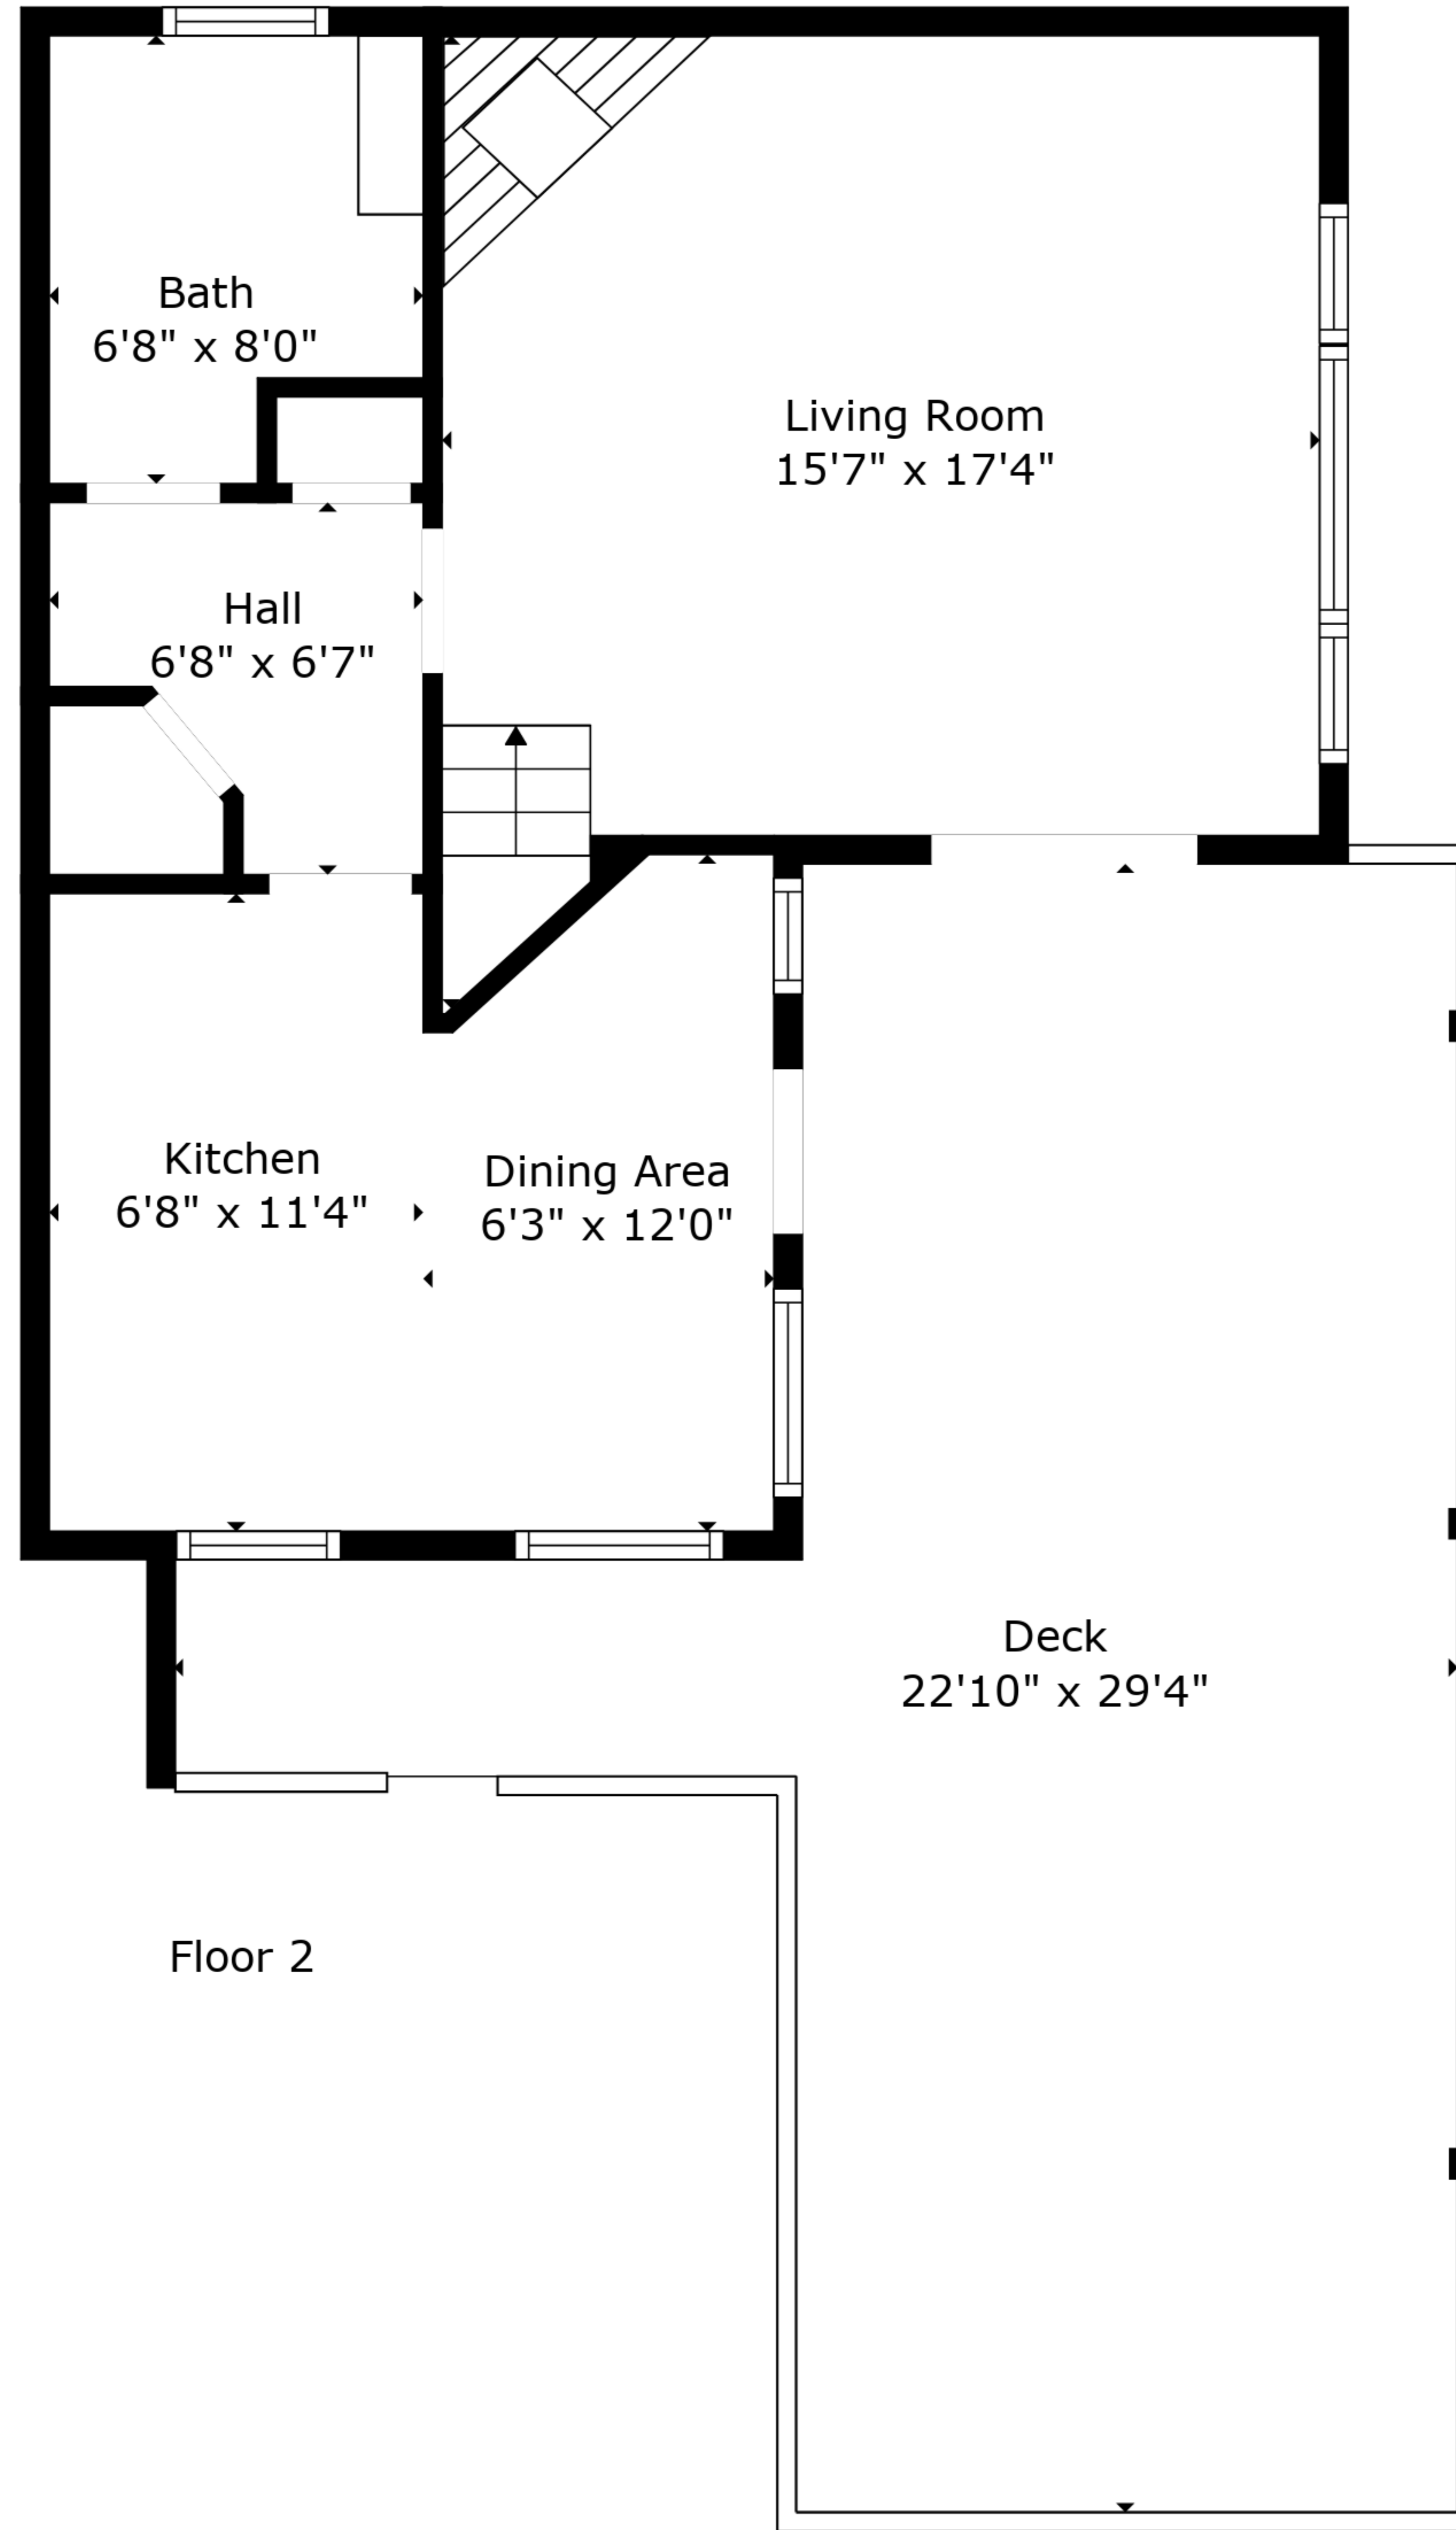 Bath
6'8" x 8'0"
Living Room
15'7" x 17'4"
Hall
6'8" x 6'7"
Kitchen
6'8" x 11'4"
Dining Area
6'3" x 12'0"
Deck
22'10" x 29'4"
Floor 2